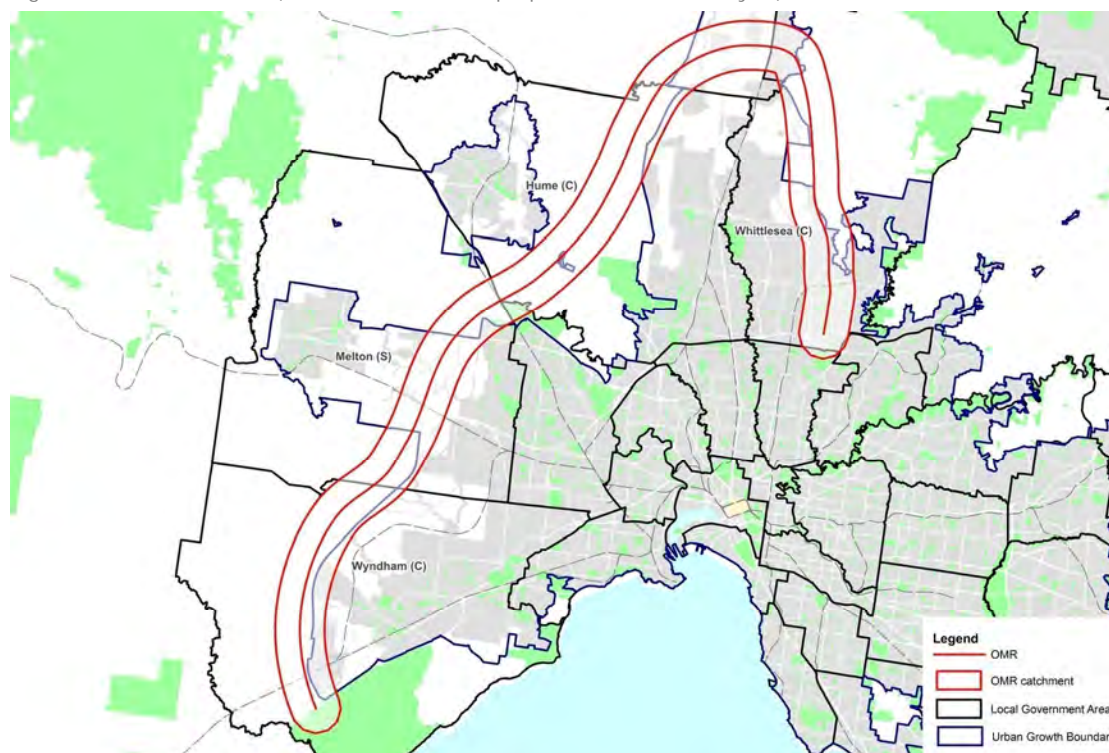 Hume (C)
Whittlesea (C)
Melton (S)
Wyndham (C)
Legend
OMR
OMR catchment
Local Government Area
Urban Growth Boundar